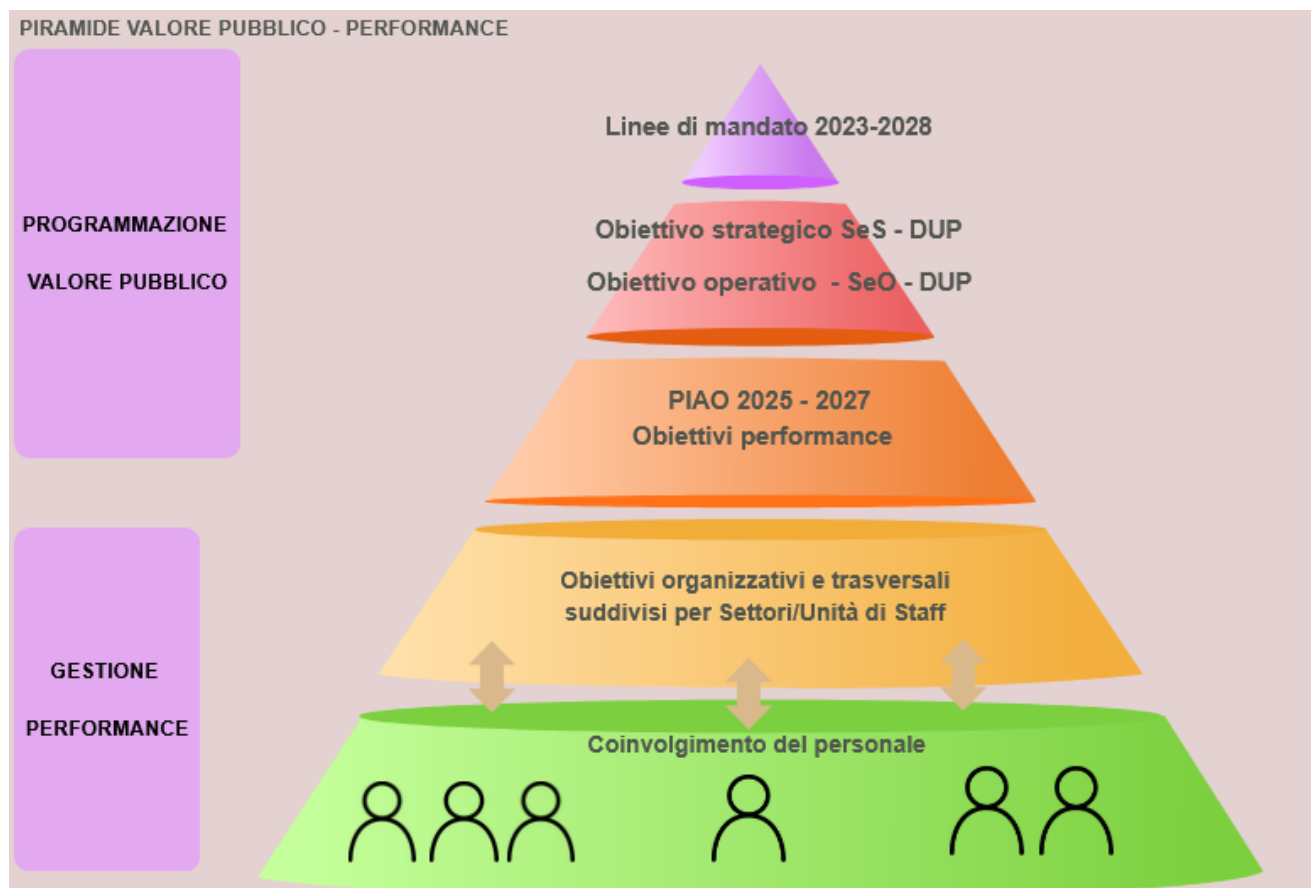 PIRAMIDE VALORE PUBBLICO - PERFORMANCE
PROGRAMMAZIONE
VALORE PUBBLICO
Linee di mandato 2023-2028
Obiettivo strategico SeS - DUP
Obiettivo operativo - SeO - DUP
PIAO 2025 - 2027
Obiettivi performance
GESTIONE
PERFORMANCE
Obiettivi organizzativi e trasversali
suddivisi per Settori/Unità di Staff
Coinvolgimento del personale